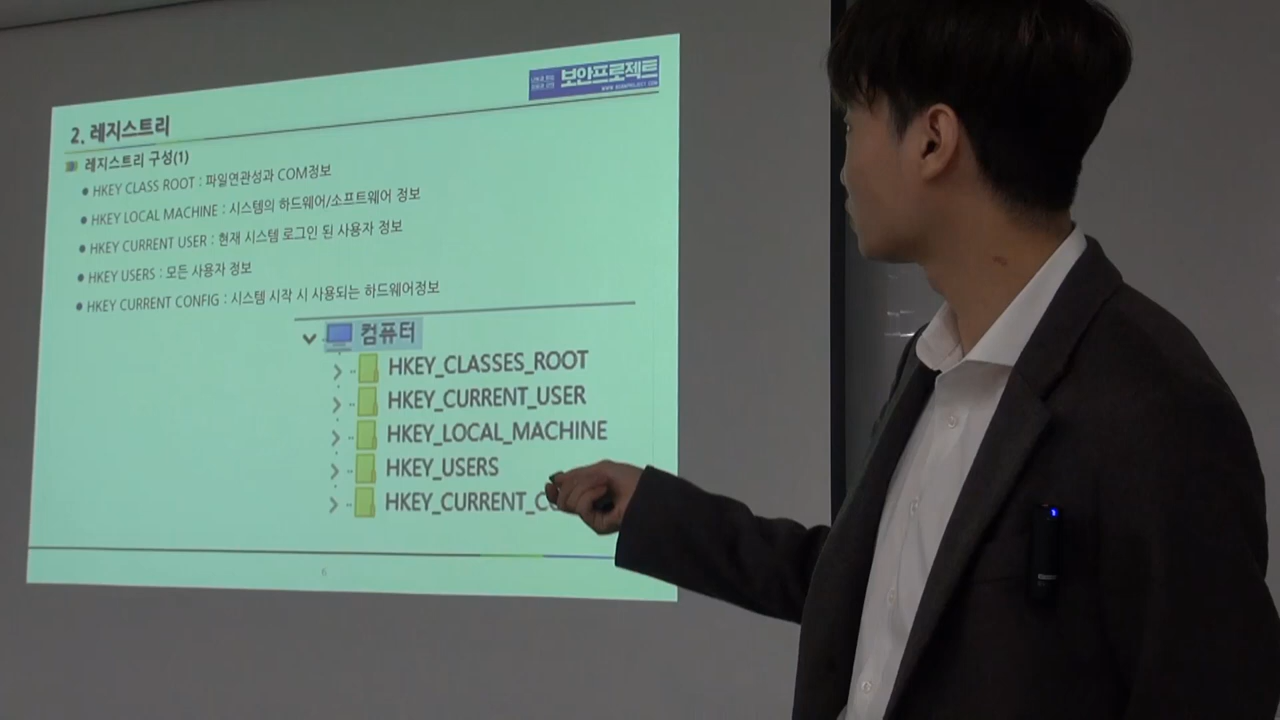 보안프로젝트
WWW.BOANPROJECT.COM
2. 레지스트리
레지스트리 구성(1)
HKEY CLASS ROOT : 파일연관성과 COM정보
HKEY LOCAL MACHINE : 시스템의 하드웨어/소프트웨어 정보
HKEY CURRENT USER : 현재 시스템 로그인 된 사용자 정보
HKEY USERS : 모든 사용자 정보
HKEY CURRENT CONFIG : 시스템 시작 시 사용되는 하드웨어정보
컴퓨터
HKEY_CLASSES_ROOT
HKEY_CURRENT_USER
HKEY_LOCAL_MACHINE
HKEY_USERS
HKEY_CURRENT_CO
6